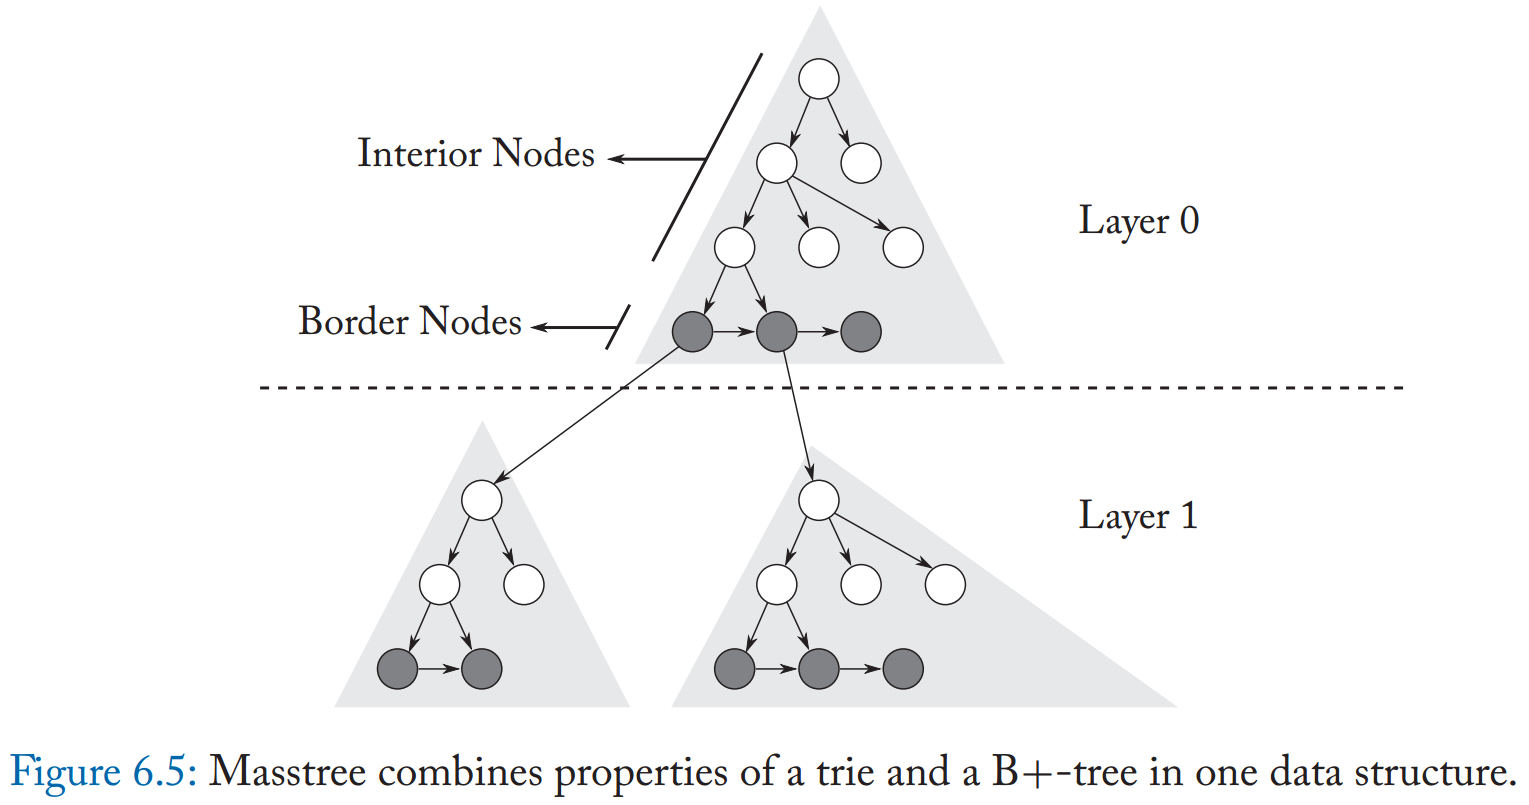 Interior Nodes
Layer 0
Border Nodes
Layer 1
Figure 6.5: Masstree combines properties of a trie and a B+-tree in one data structure.